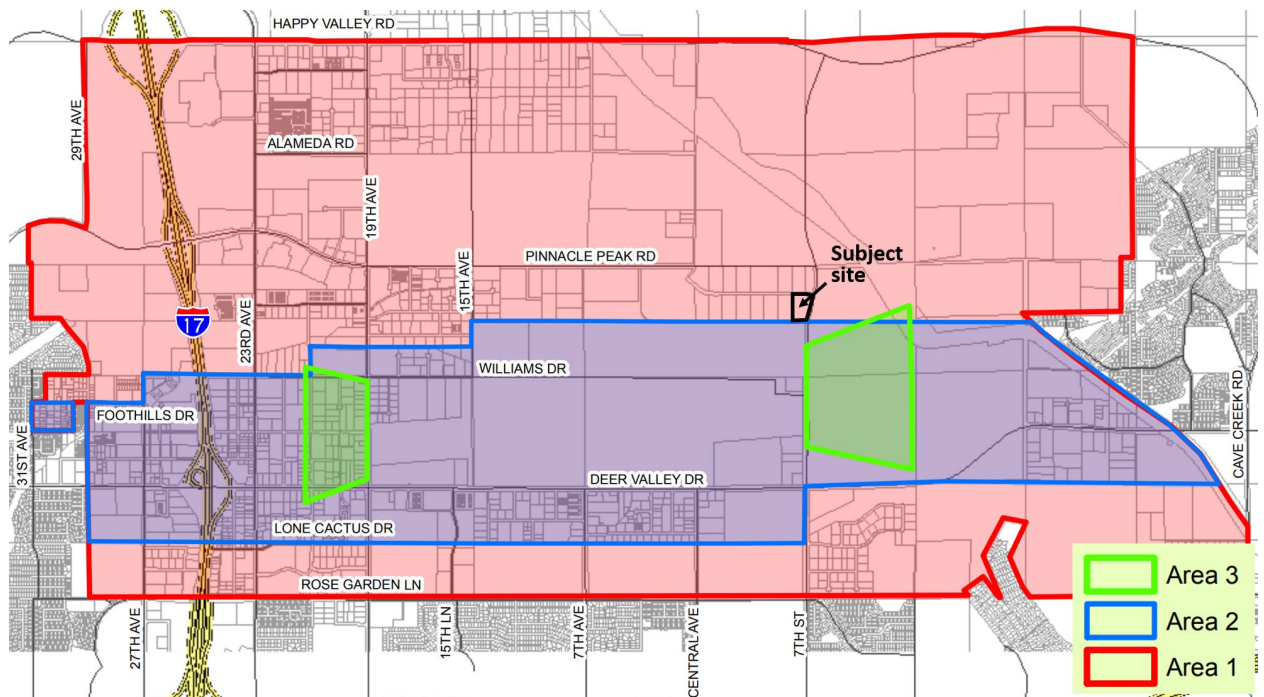 HAPPY VALLEY RD
29TH AVE
ALAMEDA RD
19TH AVE
PINNACLE PEAK RD
Subject
site
15TH AVE
23RD AVE
17
WILLIAMS DR
FOOTHILLS DR
31ST AVE
CAVE CREEK RD
DEER VALLEY DR
LONE CACTUS DR
ROSE GARDEN LN
27TH AVE
15TH LN
7TH AVE
CENTRAL AVE
7TH ST
Area 3
Area 2
Area 1